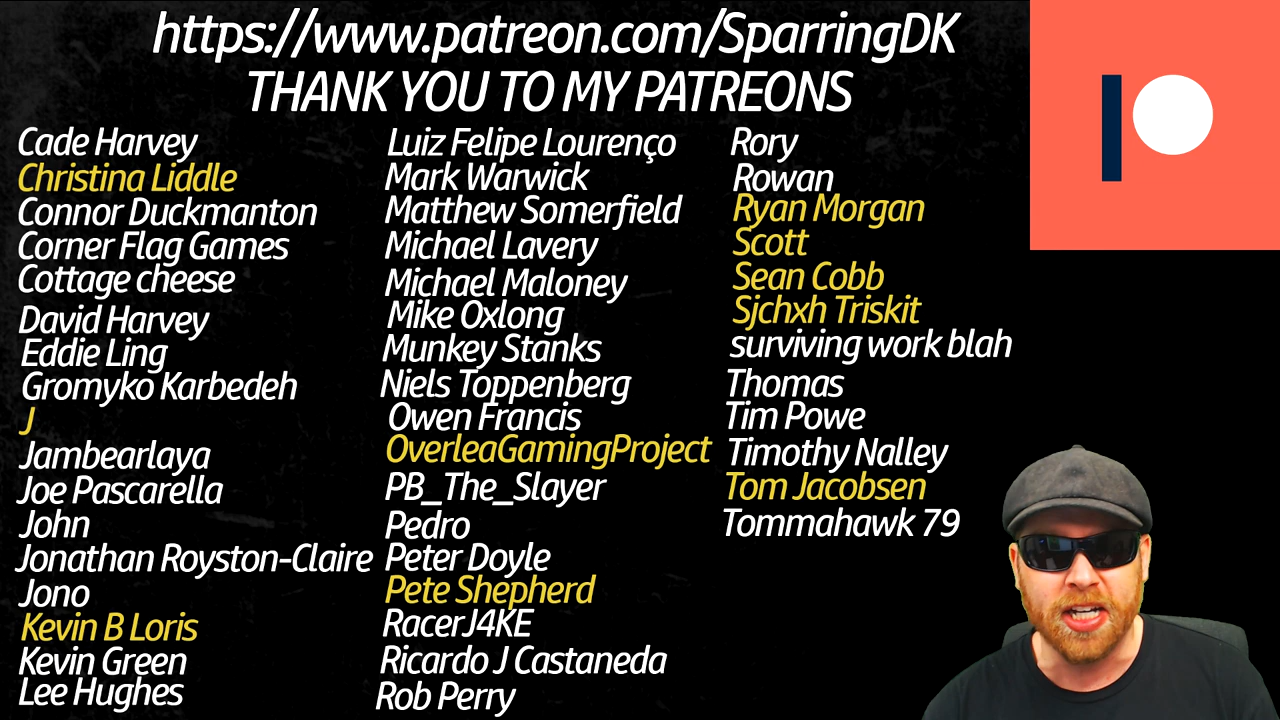 https://www.patreon.com/SparringDK
THANK YOU TO MY PATREONS
Cade Harvey
Christina Liddle
Connor Duckmanton
Corner Flag Games
Cottage cheese
David Harvey
Eddie Ling
Gromyko Karbedeh
J
Jambearlaya
Joe Pascarella
John
Jonathan Royston-Claire
Jono
Kevin B Loris
Kevin Green
Lee Hughes
Luiz Felipe Lourenço
Mark Warwick
Matthew Somerfield
Michael Lavery
Michael Maloney
Mike Oxlong
Munkey Stanks
Niels Toppenberg
Owen Francis
OverleaGamingProject
PB_The_Slayer
Pedro
Peter Doyle
Pete Shepherd
RacerJ4KE
Ricardo J Castaneda
Rob Perry
Rory
Rowan
Ryan Morgan
Scott
Sean Cobb
Sjchxh Triskit
surviving work blah
Thomas
Tim Powe
Timothy Nalley
Tom Jacobsen
Tommahawk 79